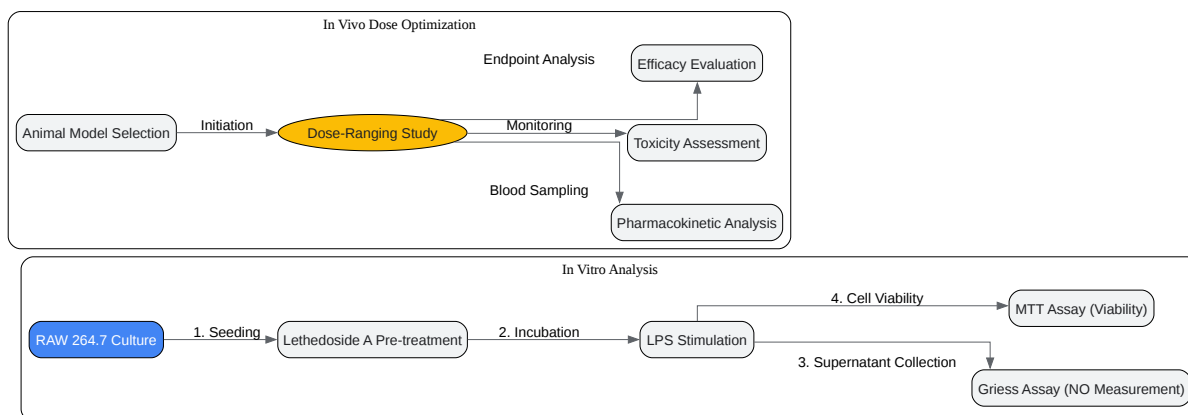 In Vivo Dose Optimization
Endpoint Analysis
Efficacy Evaluation
Animal Model Selection
Initiation
Dose-Ranging Study
Monitoring
Toxicity Assessment
Blood Sampling
Pharmacokinetic Analysis
In Vitro Analysis
4. Cell Viability
MTT Assay (Viability)
RAW 264.7 Culture
1. Seeding
Lethedoside A Pre-treatment
2. Incubation
LPS Stimulation
3. Supernatant Collection
Griess Assay (NO Measurement)